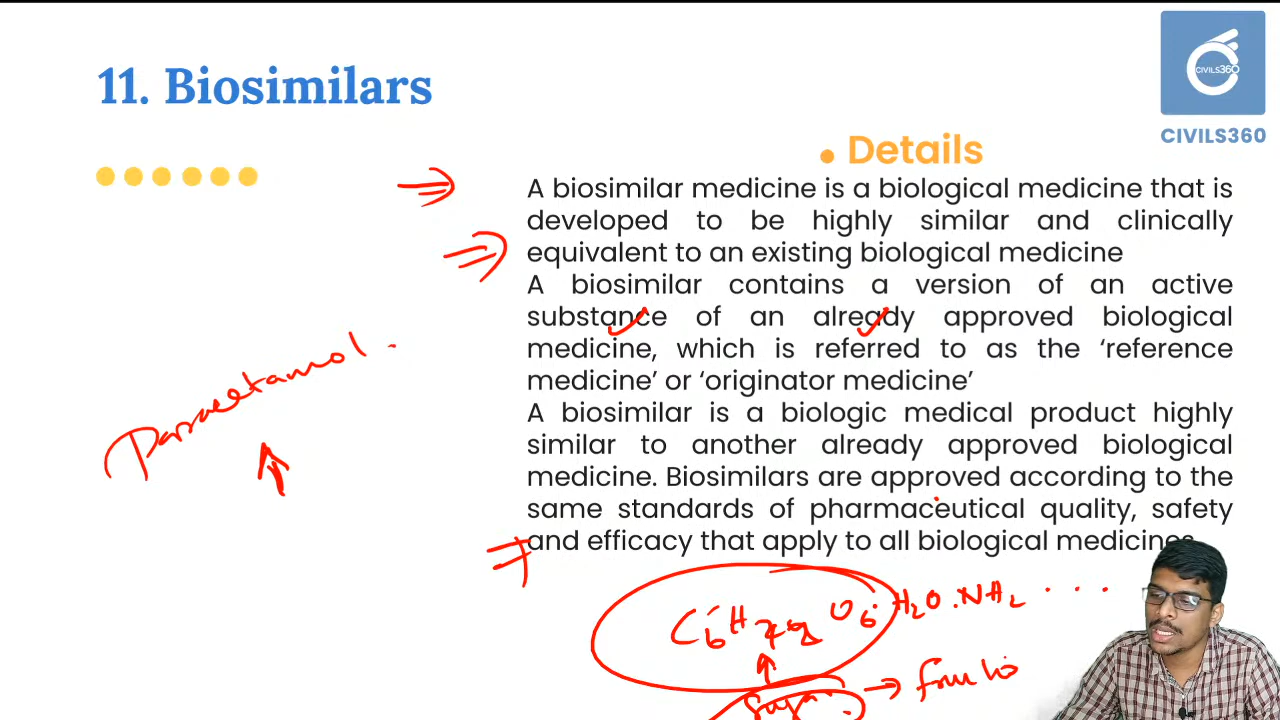 11. Biosimilars
CIVILS360
CIVILS360
Details
A biosimilar medicine is a biological medicine that is
developed to be highly similar and clinically
equivalent to an existing biological medicine
A biosimilar contains a version of an active
substance of an already approved biological
medicine, which is referred to as the ‘reference
medicine’ or ‘originator medicine’
A biosimilar is a biologic medical product highly
similar to another already approved biological
medicine. Biosimilars are approved according to the
same standards of pharmaceutical quality, safety
and efficacy that apply to all biological medicines
Paracetamol
O6 . H2O . NH2 . . .
Sugar